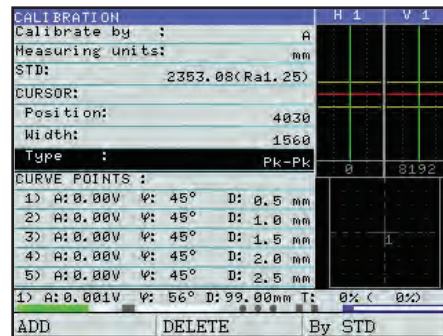 CALIBRATION H 1 V 1
Calibrate by : A
Measuring units: mm
STD: 2353.08(Ra1.25)
CURSOR:
Position: 4030
Width: 1560
Type : Pk-Pk
0 8192
CURVE POINTS :
1) A:0.00V φ: 45° D: 0.5 mm
2) A:0.00V φ: 45° D: 1.0 mm
3) A:0.00V φ: 45° D: 1.5 mm
4) A:0.00V φ: 45° D: 2.0 mm
5) A:0.00V φ: 45° D: 2.5 mm
1
1) A:0.001V φ: 56° D:99.00mm T: 0% ( 0%)
ADD DELETE By STD